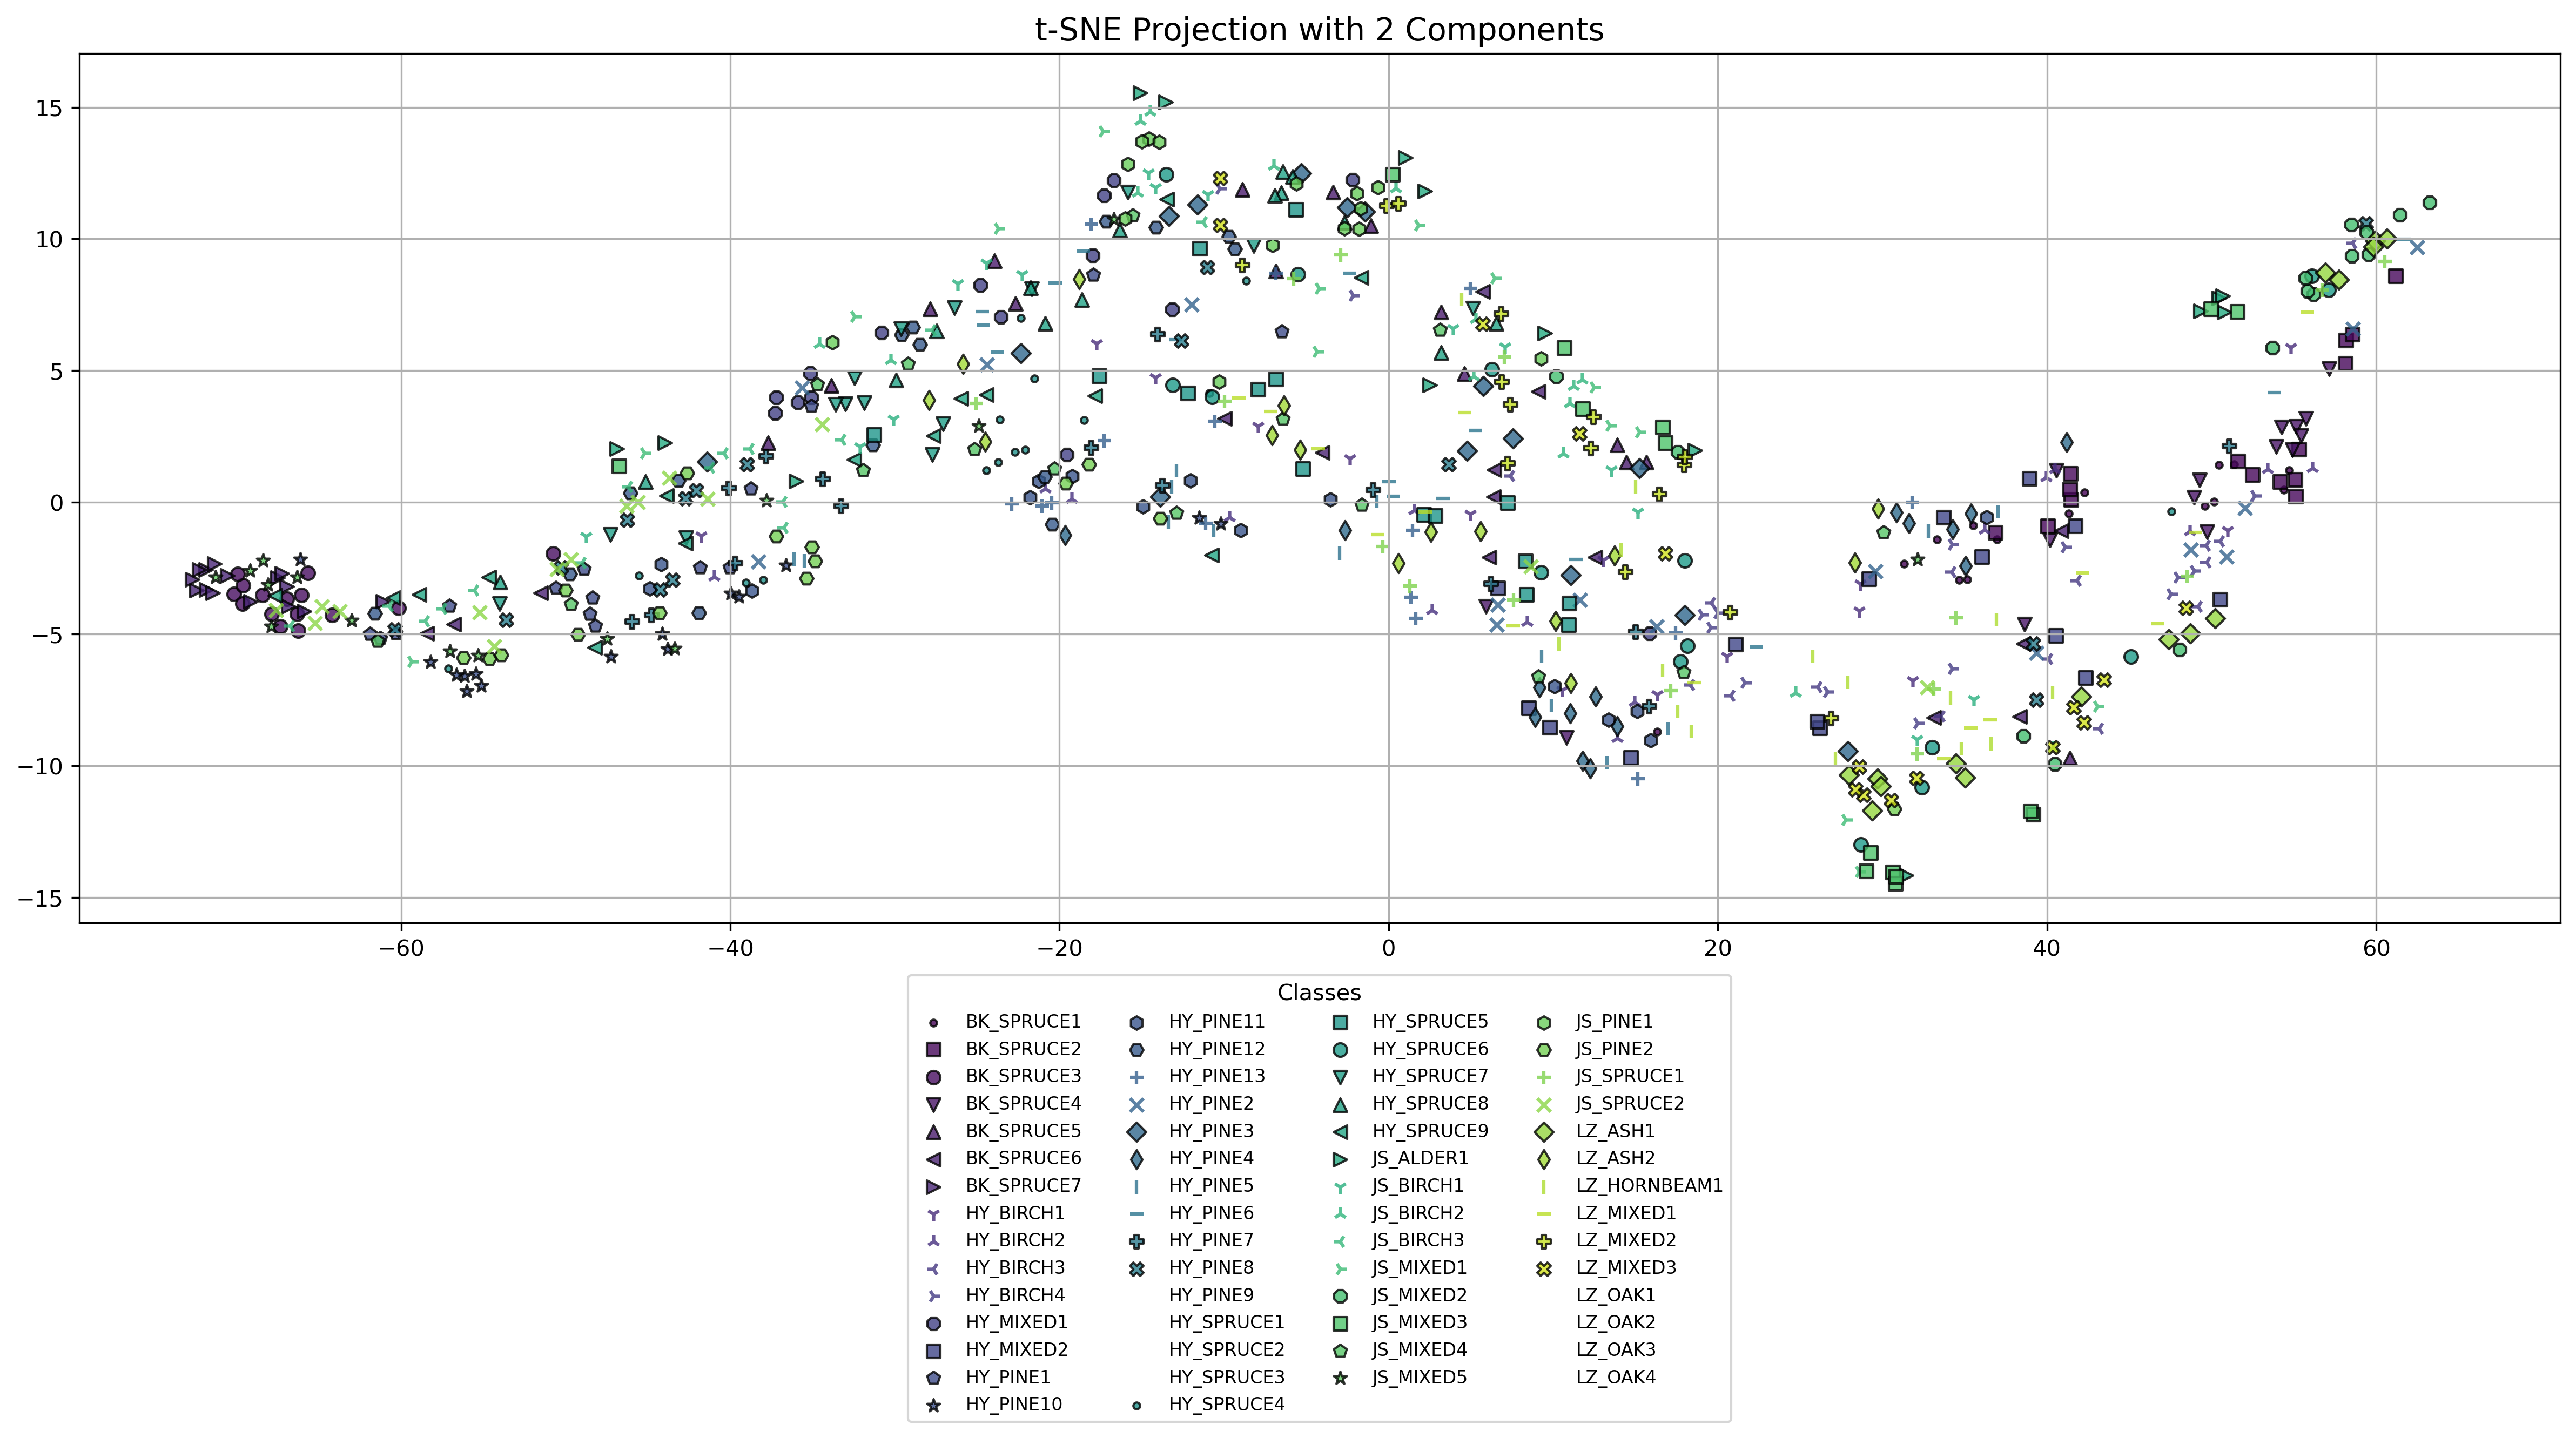 t-SNE Projection with 2 Components
15
10
5
0
−5
−10
−15
−60 −40 −20 0 20 40 60
Classes
BK_SPRUCE1 HY_PINE11 HY_SPRUCE5 JS_PINE1
BK_SPRUCE2 HY_PINE12 HY_SPRUCE6 JS_PINE2
BK_SPRUCE3 HY_PINE13 HY_SPRUCE7 JS_SPRUCE1
BK_SPRUCE4 HY_PINE2 HY_SPRUCE8 JS_SPRUCE2
BK_SPRUCE5 HY_PINE3 HY_SPRUCE9 LZ_ASH1
BK_SPRUCE6 HY_PINE4 JS_ALDER1 LZ_ASH2
BK_SPRUCE7 HY_PINE5 JS_BIRCH1 LZ_HORNBEAM1
HY_BIRCH1 HY_PINE6 JS_BIRCH2 LZ_MIXED1
HY_BIRCH2 HY_PINE7 JS_BIRCH3 LZ_MIXED2
HY_BIRCH3 HY_PINE8 JS_MIXED1 LZ_MIXED3
HY_BIRCH4 HY_PINE9 JS_MIXED2 LZ_OAK1
HY_MIXED1 HY_SPRUCE1 JS_MIXED3 LZ_OAK2
HY_MIXED2 HY_SPRUCE2 JS_MIXED4 LZ_OAK3
HY_PINE1 HY_SPRUCE3 JS_MIXED5 LZ_OAK4
HY_PINE10 HY_SPRUCE4